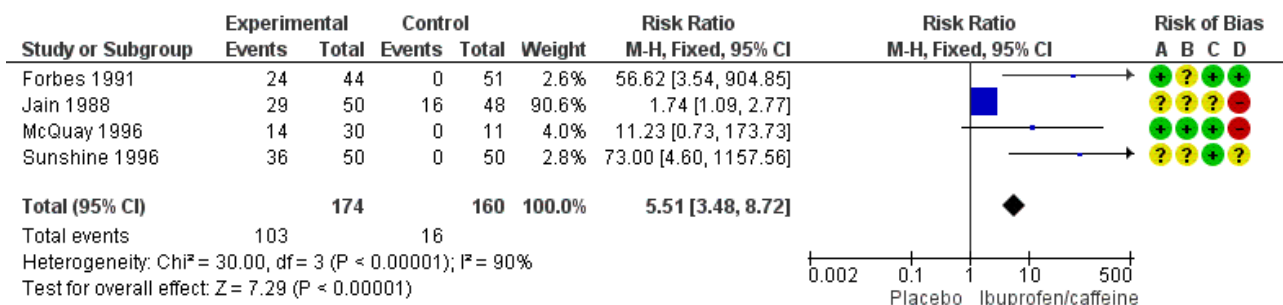 Experimental Control Risk Ratio Risk Ratio Risk of Bias
Study or Subgroup Events Total Events Total Weight M-H, Fixed, 95% CI M-H, Fixed, 95% CI A B C D
Forbes 1991 24 44 0 51 2.6% 56.62 [3.54, 904.85] + ? + +
Jain 1988 29 50 16 48 90.6% 1.74 [1.09, 2.77] ? ? ? -
McQuay 1996 14 30 0 11 4.0% 11.23 [0.73, 173.73] + + + -
Sunshine 1996 36 50 0 50 2.8% 73.00 [4.60, 1157.56] ? ? + ?
Total (95% CI) 174 160 100.0% 5.51 [3.48, 8.72]
Total events 103 16
Heterogeneity: Chi² = 30.00, df = 3 (P < 0.00001); I² = 90%
Test for overall effect: Z = 7.29 (P < 0.00001)
0.002 0.1 1 10 500
Placebo Ibuprofen/caffeine